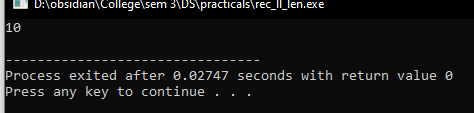 D:\obsidian\College\sem 3\DS\practicals\rec_ll_len.exe
10
--------------------------------
Process exited after 0.02747 seconds with return value 0
Press any key to continue . . .